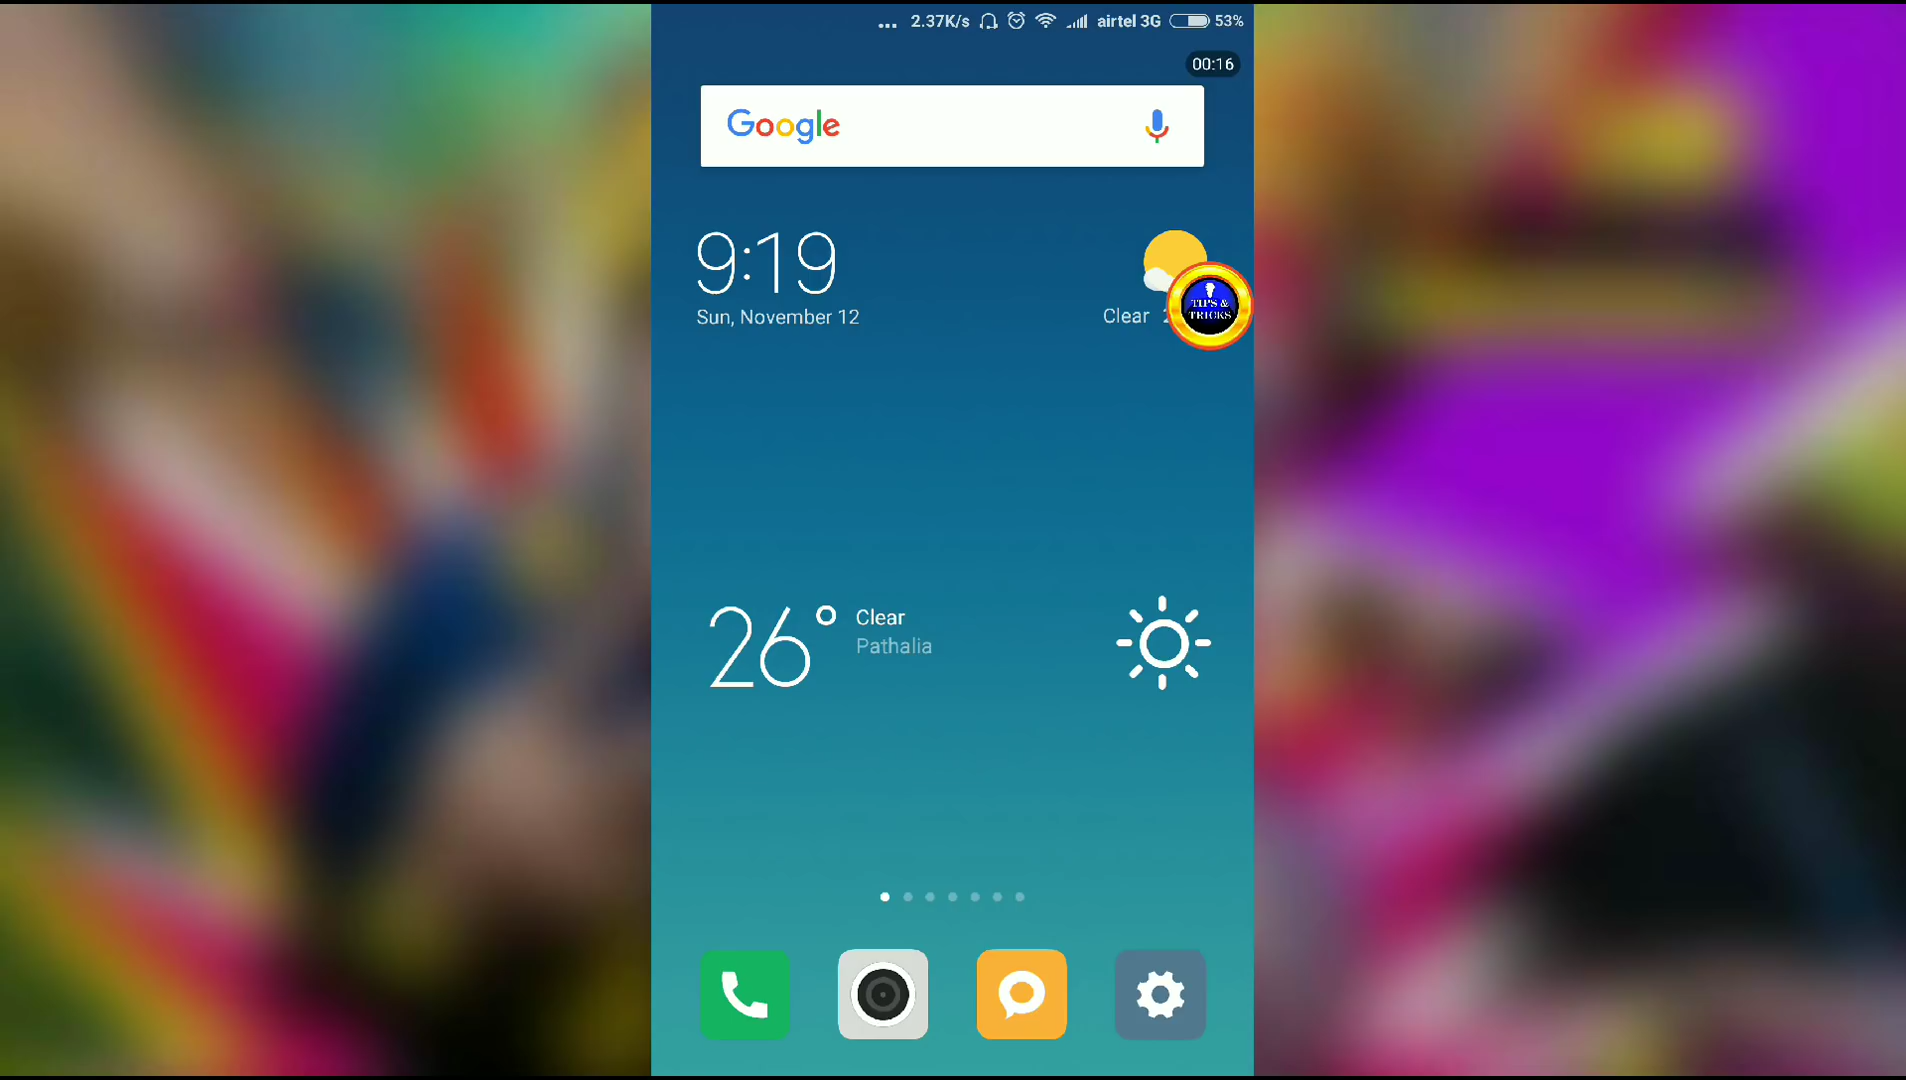 ... 2.37K/s airtel 3G 53%
00:16
Google
9:19
Sun, November 12
Clear
TIPS &
TRICKS
26° Clear
Pathalia